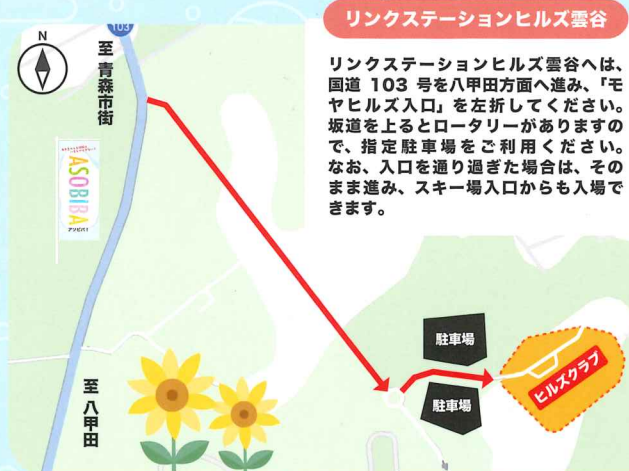 リンクステーションヒルズ雲谷
リンクステーションヒルズ雲谷へは、
国道 103 号を八甲田方面へ進み、「モ
ヤヒルズ入口」を左折してください。
坂道を上るとロータリーがありますの
で、指定駐車場をご利用ください。
なお、入口を通り過ぎた場合は、その
まま進み、スキー場入口からも入場で
きます。
N
103
至 青森市街
ASOBIBA
アソビバ!
駐車場
駐車場
ヒルズクラブ
至 八甲田